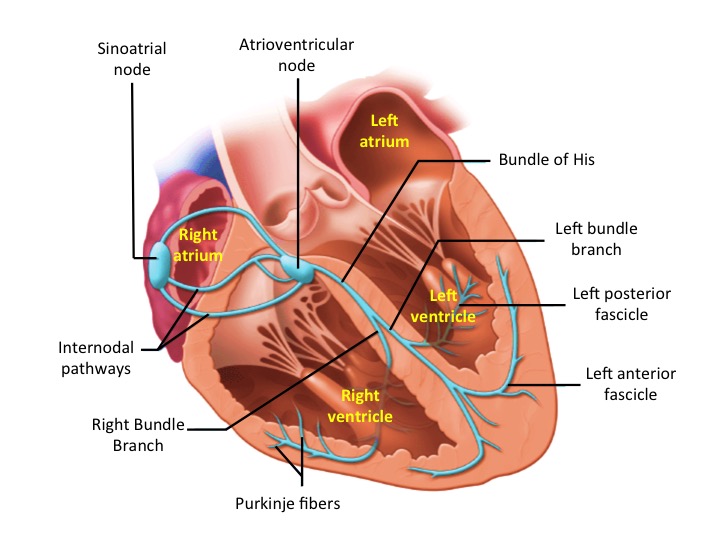 Sinoatrial
node
Atrioventricular
node
Left
atrium
Bundle of His
Left bundle
branch
Right
atrium
Left posterior
fascicle
Left
ventricle
Internodal
pathways
Left anterior
fascicle
Right
ventricle
Right Bundle
Branch
Purkinje fibers